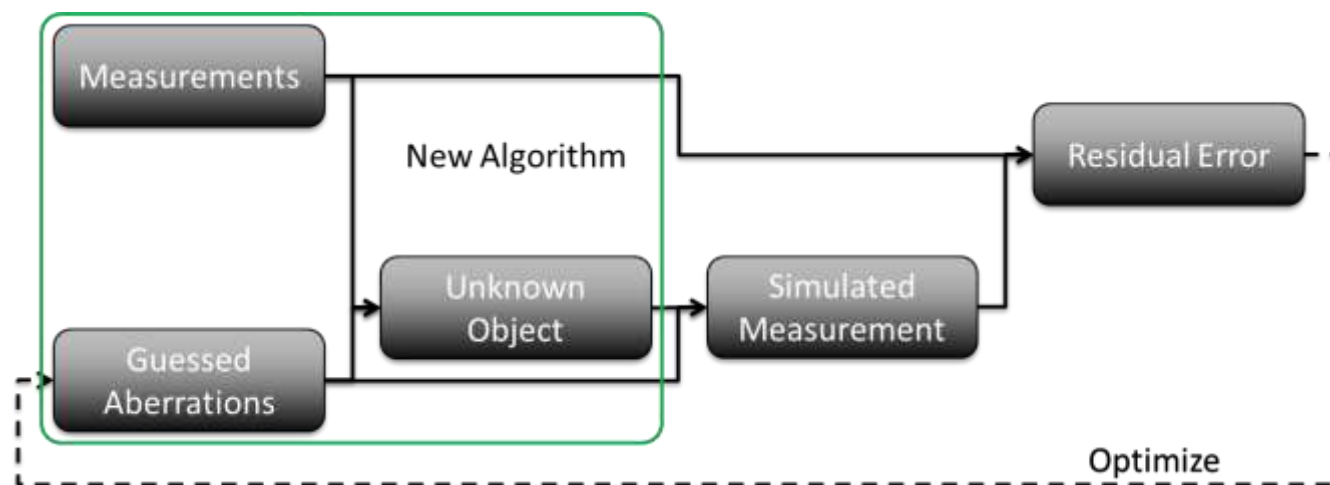 Measurements
New Algorithm
Residual Error
Unknown
Object
Simulated
Measurement
Guessed
Aberrations
Optimize